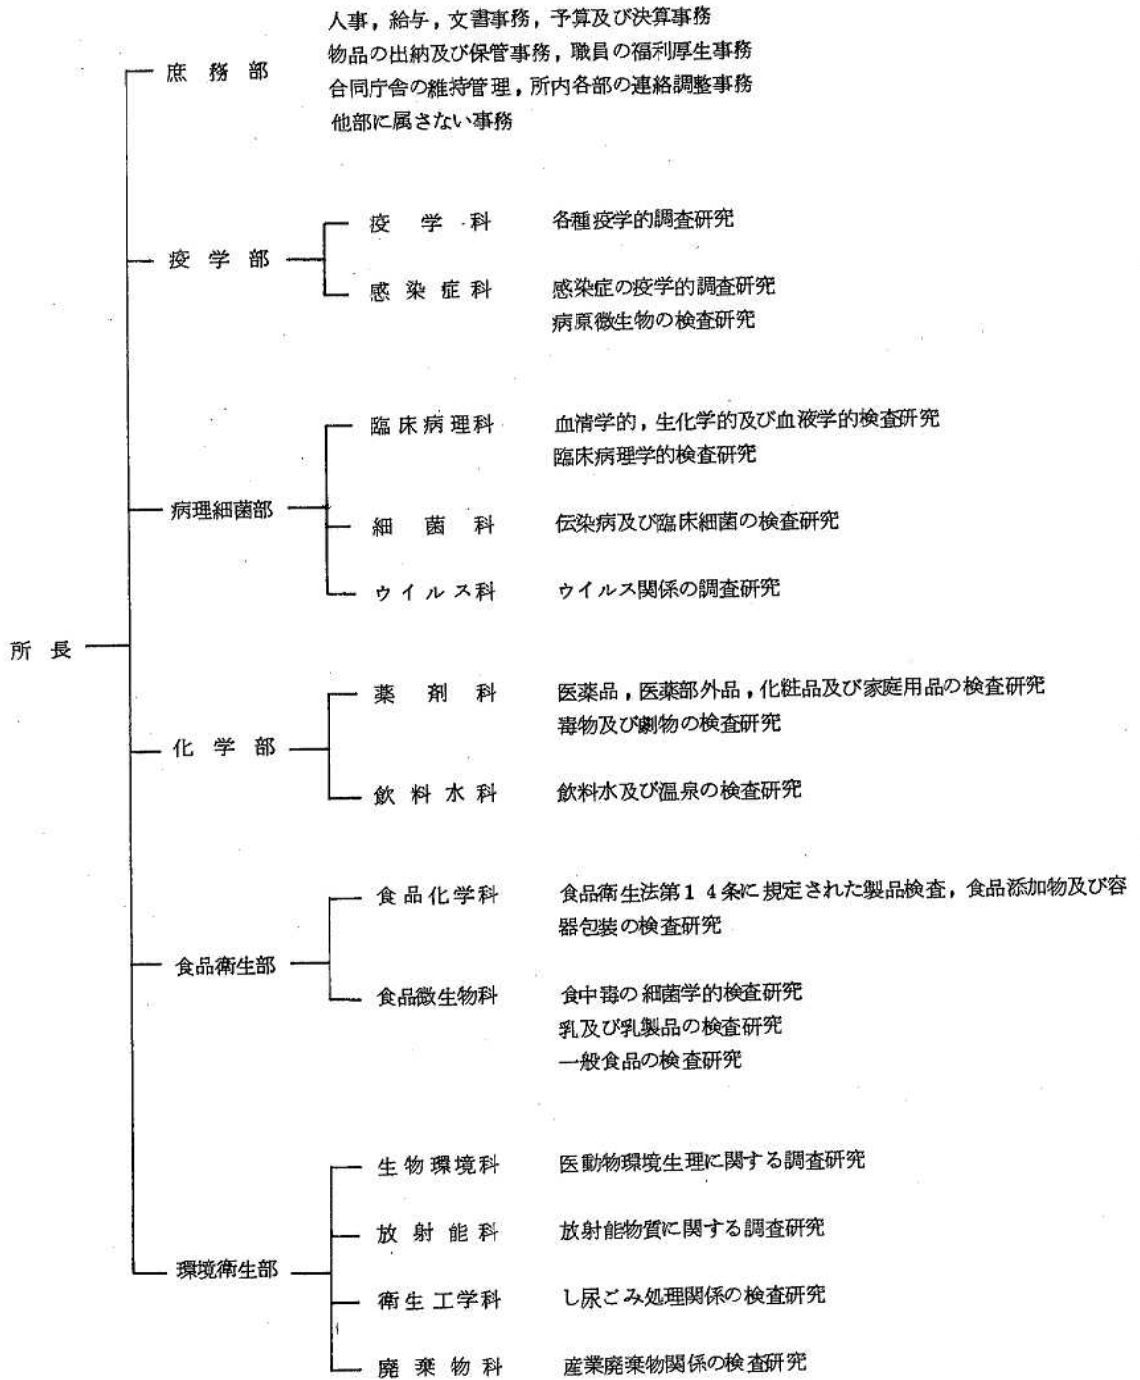 人事，給与，文書事務，予算及び決算事務
庶務部 物品の出納及び保管事務，職員の福利厚生事務
合同庁舎の維持管理，所内各部の連絡調整事務
他部に属さない事務
疫学科 各種疫学的調査研究
疫学部
感染症科 感染症の疫学的調査研究
病原微生物の検査研究
臨床病理科 血清学的，生化学的及び血液学的検査研究
臨床病理学的検査研究
病理細菌部
細菌科 伝染病及び臨床細菌の検査研究
ウイルス科 ウイルス関係の調査研究
所長
薬剤科 医薬品，医薬部外品，化粧品及び家庭用品の検査研究
毒物及び劇物の検査研究
化学部
飲料水科 飲料水及び温泉の検査研究
食品化学科 食品衛生法第14条に規定された製品検査，食品添加物及び容
器包装の検査研究
食品衛生部
食品微生物科 食中毒の細菌学的検査研究
乳及び乳製品の検査研究
一般食品の検査研究
生物環境科 医動物環境生理に関する調査研究
放射能科 放射能物質に関する調査研究
環境衛生部
衛生工学科 し尿ごみ処理関係の検査研究
廃棄物科 産業廃棄物関係の検査研究